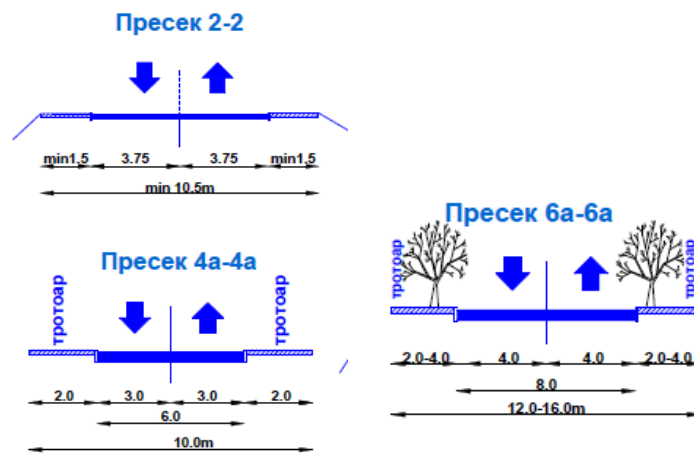 Пресек 2-2
min1,5 3.75 3.75 min1,5
min 10.5m
Пресек 4а-4а
тротоар тротоар
2.0 3.0 3.0 2.0
6.0
10.0m
Пресек 6а-6а
тротоар тротоар
2.0-4.0 4.0 4.0 2.0-4.0
8.0
12.0-16.0m